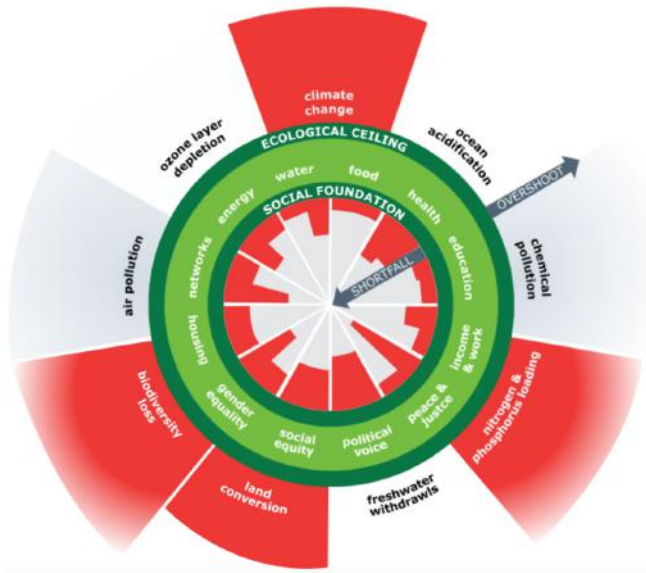 climate
change
ozone layer
depletion
ocean
acidification
ECOLOGICAL CEILING
OVERSHOOT
water
food
energy
health
SOCIAL FOUNDATION
networks
education
SHORTFALL
air pollution
chemical
pollution
housing
income
& work
biodiversity
loss
gender
equality
peace &
justce
nitrogen &
phosphorus loading
social
equity
political
voice
land
conversion
freshwater
withdrawls